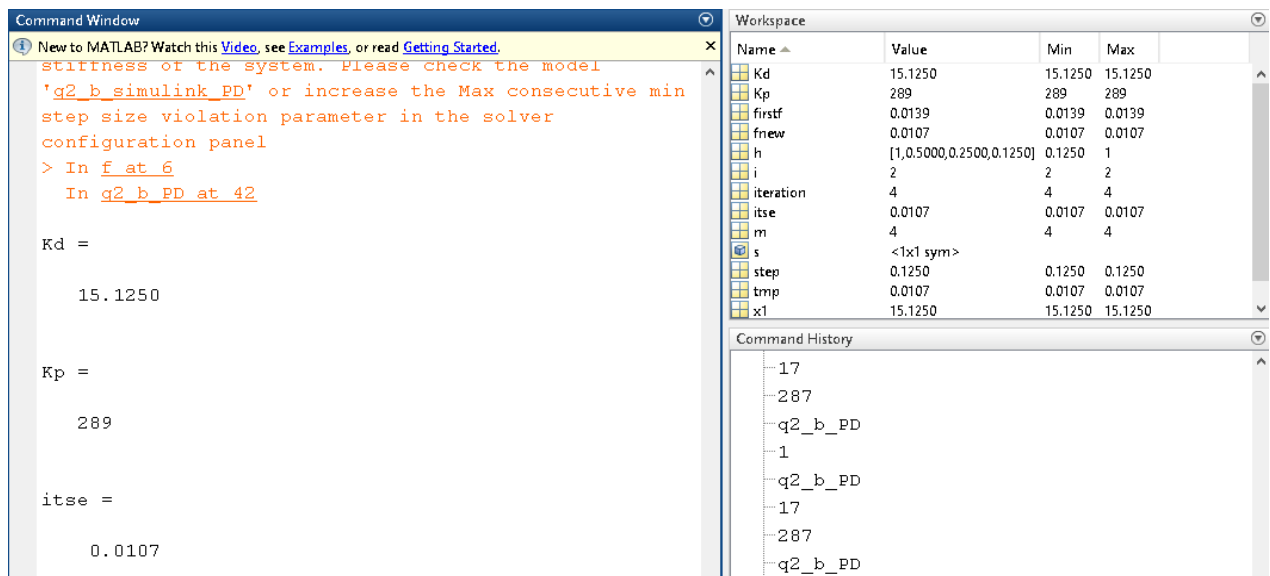 Command Window
New to MATLAB? Watch this Video, see Examples, or read Getting Started.
stiffness of the system. Please check the model
'q2_b_simulink_PD' or increase the Max consecutive min
step size violation parameter in the solver
configuration panel
> In f at 6
In q2_b_PD at 42
Kd =
15.1250
Kp =
289
itse =
0.0107
Workspace
Name Value Min Max
Kd 15.1250 15.1250 15.1250
Kp 289 289 289
firstf 0.0139 0.0139 0.0139
fnew 0.0107 0.0107 0.0107
h [1,0.5000,0.2500,0.1250] 0.1250 1
i 2 2 2
iteration 4 4 4
itse 0.0107 0.0107 0.0107
m 4 4 4
s <1x1 sym>
step 0.1250 0.1250 0.1250
tmp 0.0107 0.0107 0.0107
x1 15.1250 15.1250 15.1250
Command History
17
287
q2_b_PD
1
q2_b_PD
17
287
q2_b_PD